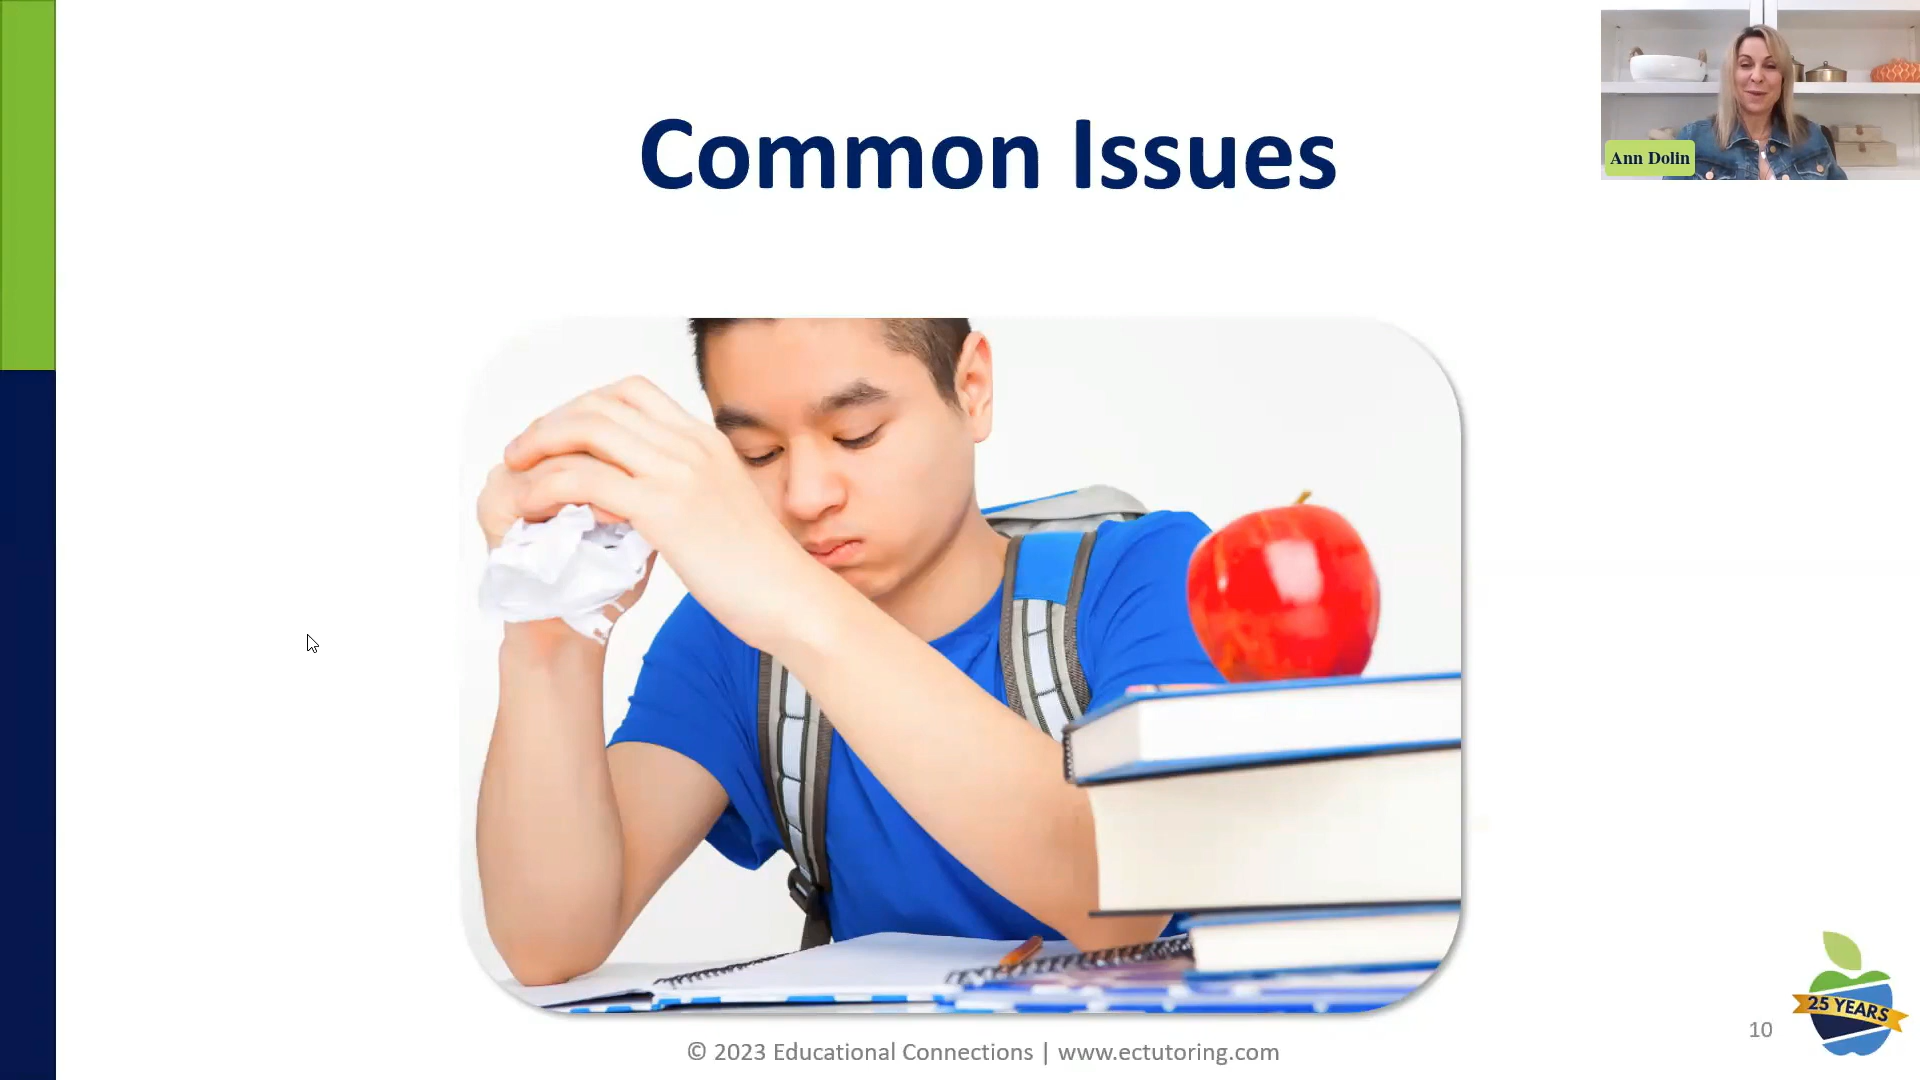 Common Issues
Ann Dolin
25 YEARS
10
© 2023 Educational Connections | www.ectutoring.com